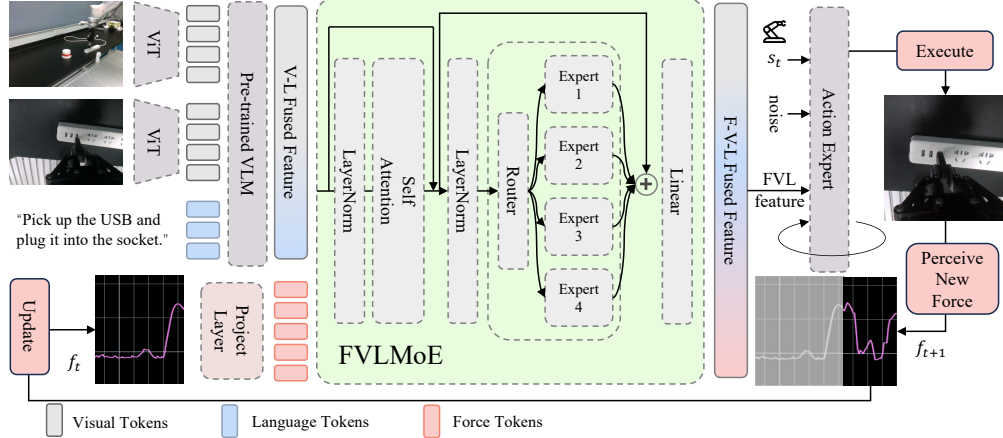 ViT
ViT
Pre-trained VLM
V-L Fused Feature
"Pick up the USB and
plug it into the socket."
Update
f_t
Project
Layer
LayerNorm
Self
Attention
LayerNorm
Router
Expert
1
Expert
2
Expert
3
Expert
4
Linear
FVLMoE
F-V-L Fused Feature
s_t
noise
FVL
feature
Action Expert
Execute
Perceive
New
Force
f_{t+1}
Visual Tokens
Language Tokens
Force Tokens